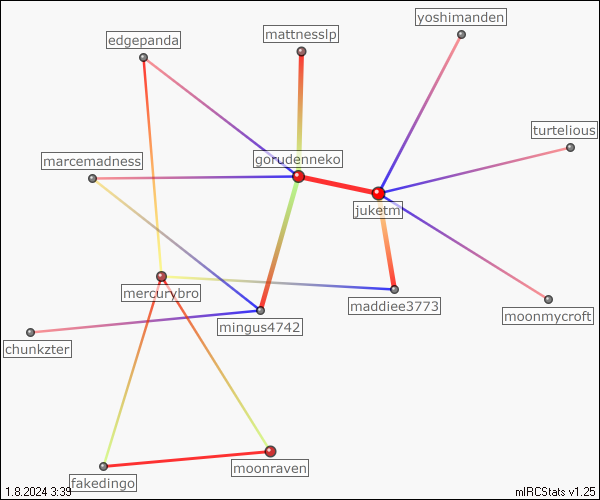 yoshimanden
mattnesslp
edgepanda
turtelious
marcemadness
gorudenneko
juketm
mercurybro
maddiee3773
moonmycroft
mingus4742
chunkzter
moonraven
fakedingo
1.8.2024 3:39
mIRCStats v1.25